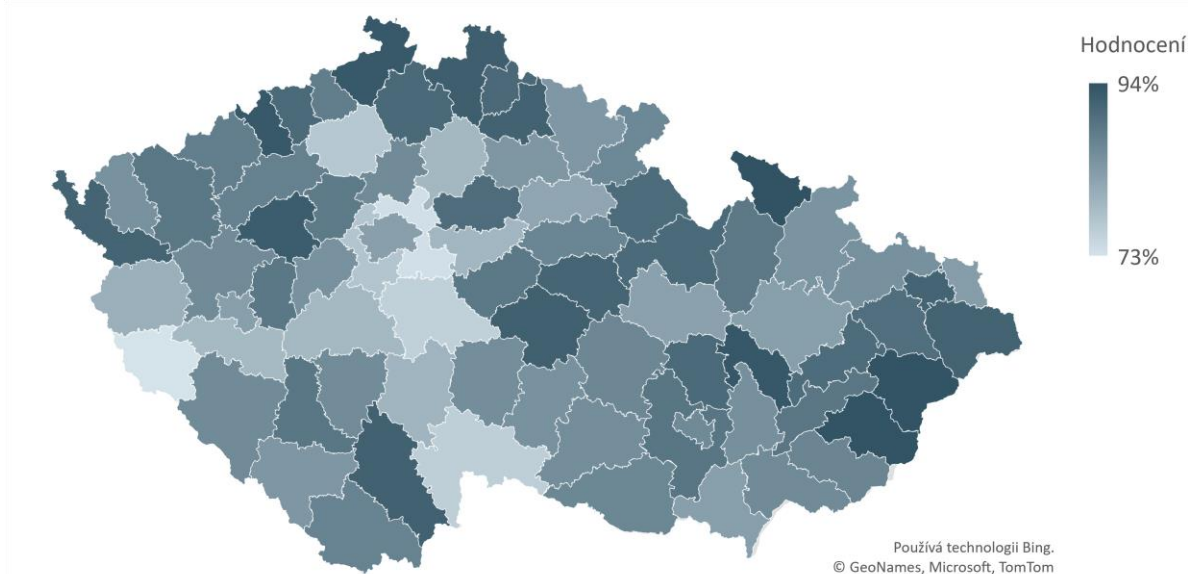 Hodnocení
94%
73%
Používá technologii Bing.
© GeoNames, Microsoft, TomTom